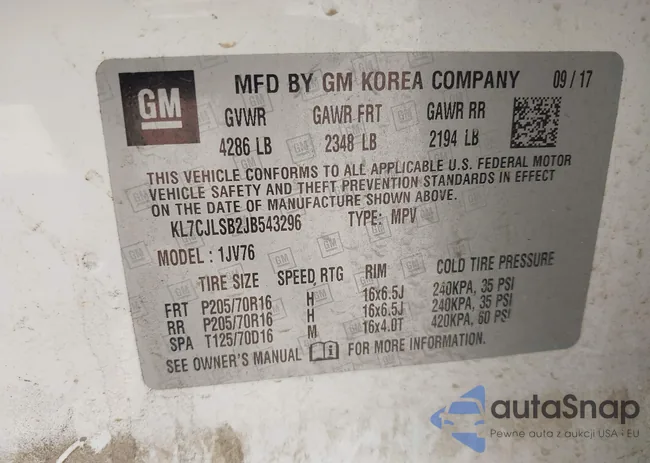 GM
MFD BY GM KOREA COMPANY 09/17
GVWR GAWR FRT GAWR RR
4286 LB 2348 LB 2194 LB
THIS VEHICLE CONFORMS TO ALL APPLICABLE U.S. FEDERAL MOTOR
VEHICLE SAFETY AND THEFT PREVENTION STANDARDS IN EFFECT
ON THE DATE OF MANUFACTURE SHOWN ABOVE.
KL7CJLSB2JB543296 TYPE: MPV
MODEL : 1JV76
TIRE SIZE SPEED RTG RIM COLD TIRE PRESSURE
FRT P205/70R16 H 16x6.5J 240KPA, 35 PSI
RR P205/70R16 H 16x6.5J 240KPA, 35 PSI
SPA T125/70D16 M 16x4.0T 420KPA, 60 PSI
SEE OWNER'S MANUAL FOR MORE INFORMATION.
autaSnap
Pewne auta z aukcji USA • EU